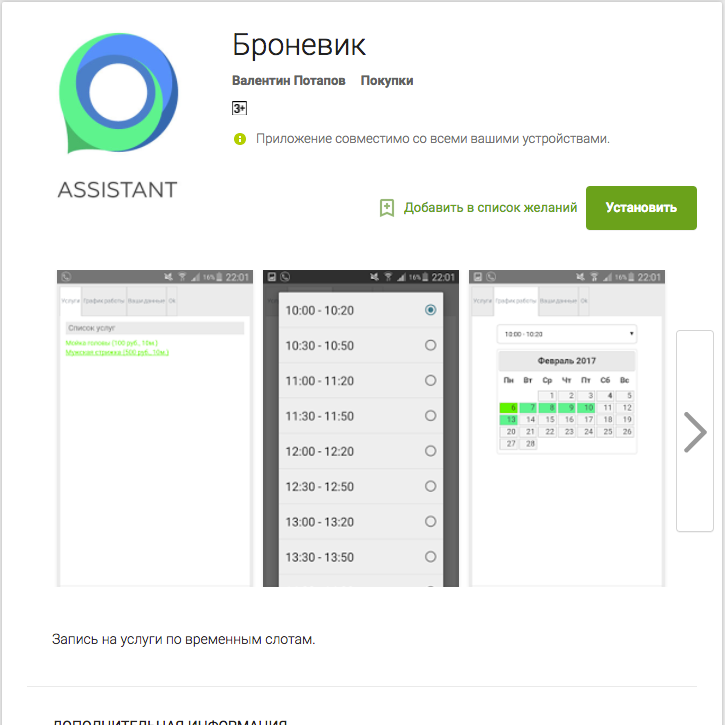 Броневик
Валентин Потапов Покупки
3+
Приложение совместимо со всеми вашими устройствами.
ASSISTANT
Добавить в список желаний
Установить
16% 22:01
Услуги График работы Ваши данные Ok
Список услуг
Мойка головы (100 руб., 10м.)
Мужская стрижка (500 руб., 10м.)
16% 22:01
10:00 - 10:20
10:30 - 10:50
11:00 - 11:20
11:30 - 11:50
12:00 - 12:20
12:30 - 12:50
13:00 - 13:20
13:30 - 13:50
16% 22:01
Услуги График работы Ваши данные Ok
10:00 - 10:20
Февраль 2017
Пн Вт Ср Чт Пт Сб Вс
1 2 3 4 5
6 7 8 9 10 11 12
13 14 15 16 17 18 19
20 21 22 23 24 25 26
27 28
Запись на услуги по временным слотам.
ДОПОЛНИТЕЛЬНАЯ ИНФОРМАЦИЯ